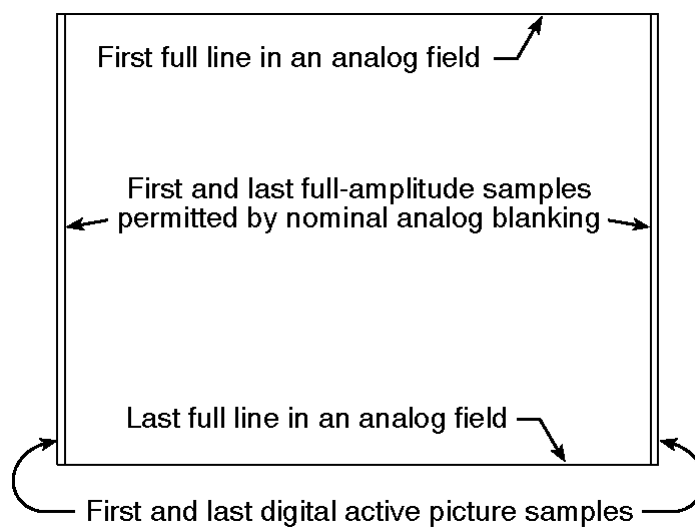 First full line in an analog field
First and last full-amplitude samples
permitted by nominal analog blanking
Last full line in an analog field
First and last digital active picture samples